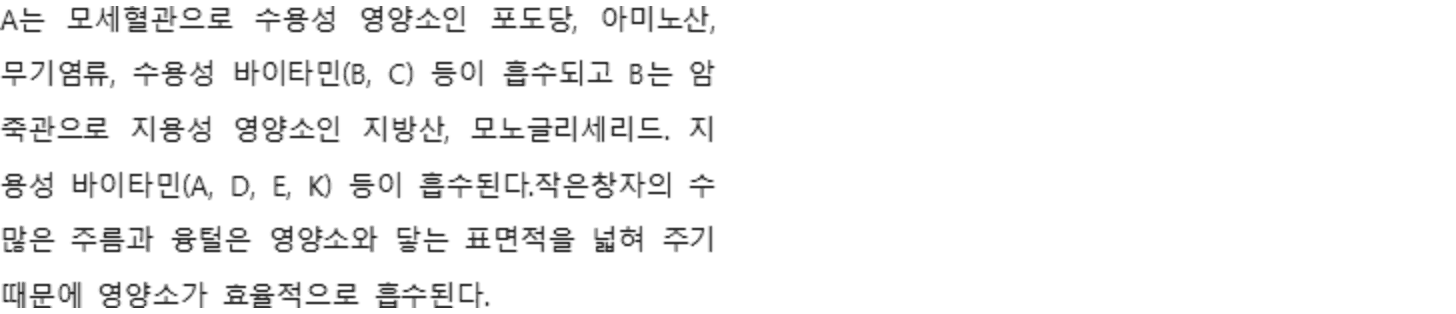 A는 모세혈관으로 수용성 영양소인 포도당, 아미노산,
무기염류, 수용성 바이타민(B, C) 등이 흡수되고 B는 암
죽관으로 지용성 영양소인 지방산, 모노글리세리드. 지
용성 바이타민(A, D, E, K) 등이 흡수된다.작은창자의 수
많은 주름과 융털은 영양소와 닿는 표면적을 넓혀 주기
때문에 영양소가 효율적으로 흡수된다.